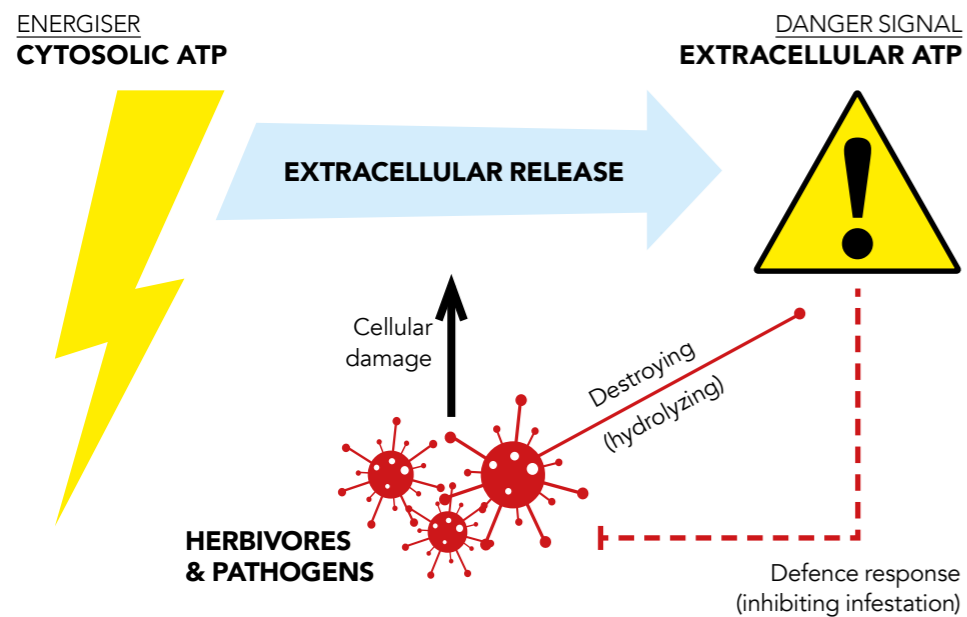 ENERGISER
CYTOSOLIC ATP
DANGER SIGNAL
EXTRACELLULAR ATP
EXTRACELLULAR RELEASE
Cellular
damage
Destroying
(hydrolyzing)
HERBIVORES
& PATHOGENS
Defence response
(inhibiting infestation)